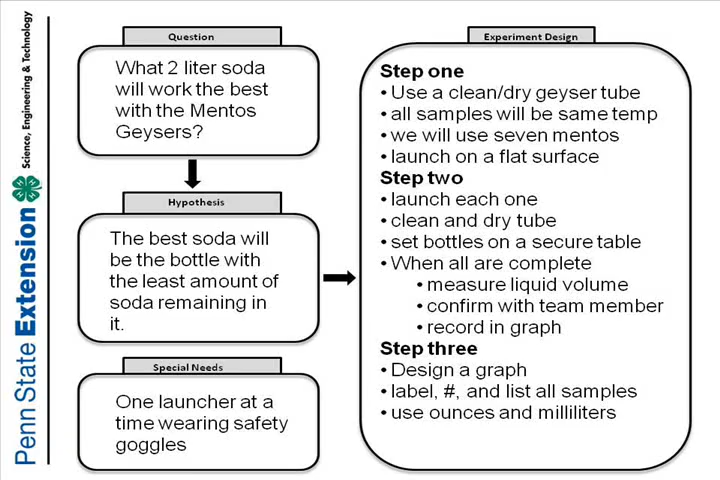 Penn State Extension
Science, Engineering & Technology
Question
What 2 liter soda
will work the best
with the Mentos
Geysers?
Hypothesis
The best soda will
be the bottle with
the least amount of
soda remaining in
it.
Special Needs
One launcher at a
time wearing safety
goggles
Experiment Design
Step one
• Use a clean/dry geyser tube
• all samples will be same temp
• we will use seven mentos
• launch on a flat surface
Step two
• launch each one
• clean and dry tube
• set bottles on a secure table
• When all are complete
• measure liquid volume
• confirm with team member
• record in graph
Step three
• Design a graph
• label, #, and list all samples
• use ounces and milliliters